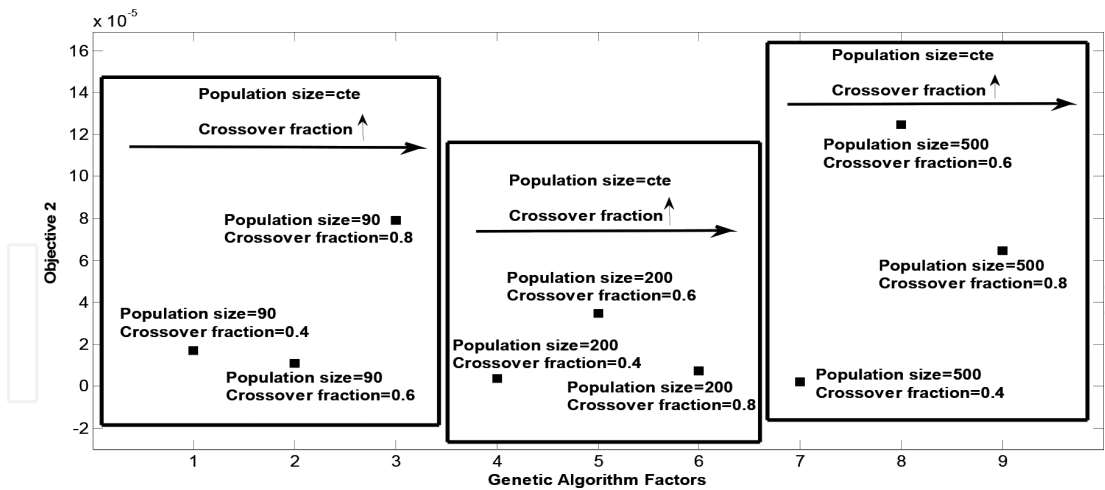 x 10-5
16
14
12
10
8
6
4
2
0
-2
Objective 2
Population size=cte
Crossover fraction
Population size=90
Crossover fraction=0.8
Population size=90
Crossover fraction=0.4
Population size=90
Crossover fraction=0.6
Population size=cte
Crossover fraction
Population size=200
Crossover fraction=0.6
Population size=200
Crossover fraction=0.4
Population size=200
Crossover fraction=0.8
Population size=cte
Crossover fraction
Population size=500
Crossover fraction=0.6
Population size=500
Crossover fraction=0.8
Population size=500
Crossover fraction=0.4
1 2 3 4 5 6 7 8 9
Genetic Algorithm Factors